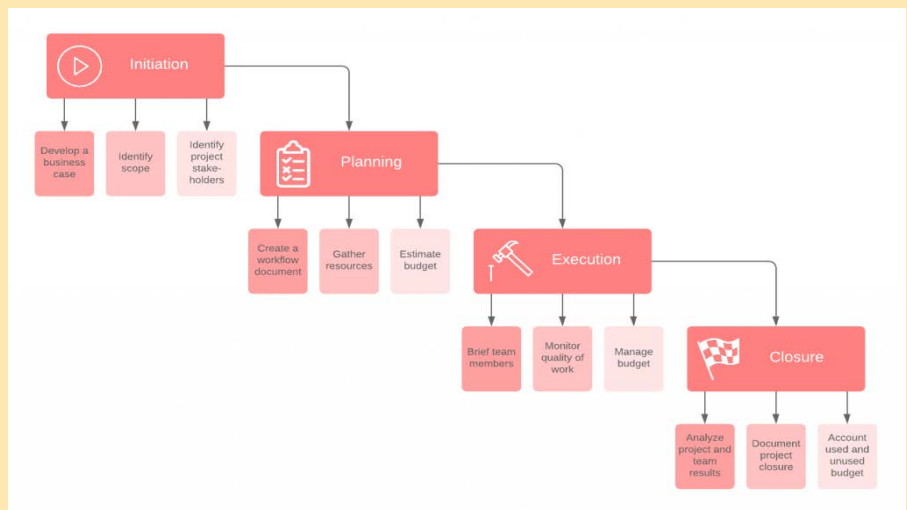 Initiation
Develop a
business
case
Identify
scope
Identify
project
stake-
holders
Planning
Create a
workflow
document
Gather
resources
Estimate
budget
Execution
Brief team
members
Monitor
quality of
work
Manage
budget
Closure
Analyze
project and
team
results
Document
project
closure
Account
used and
unused
budget